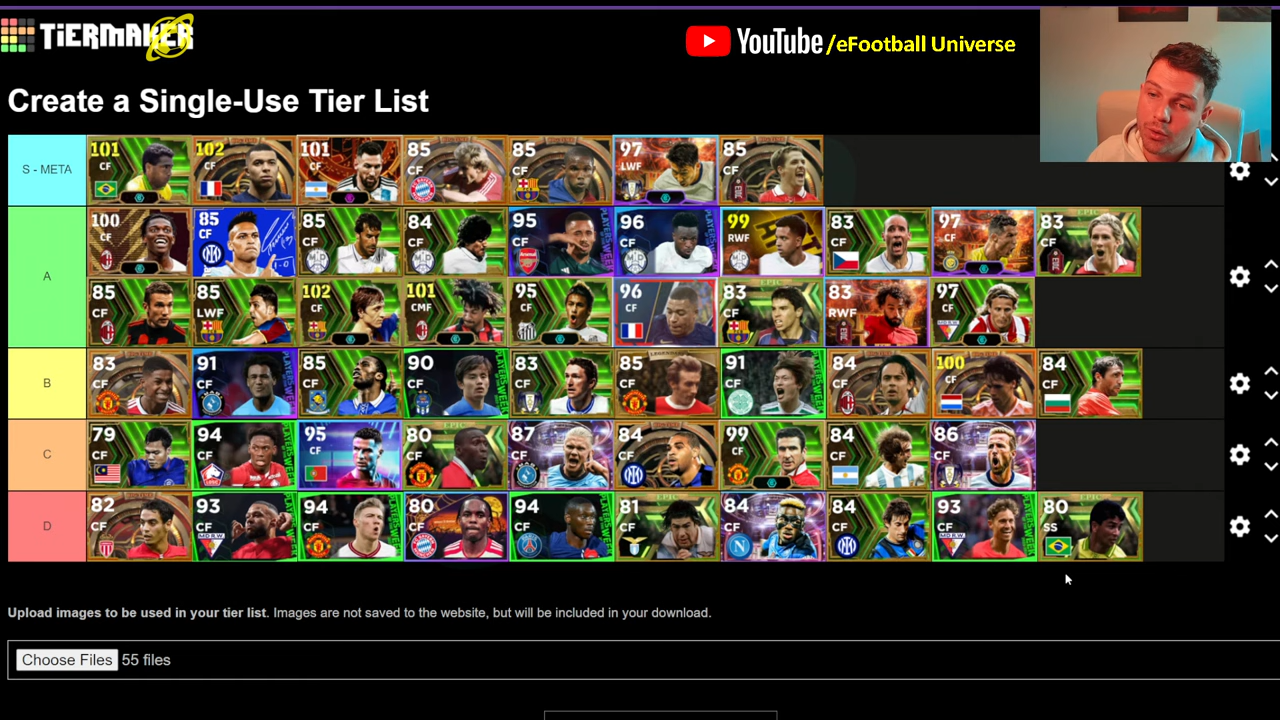 TIERMAKER
YouTube /eFootball Universe
Create a Single-Use Tier List
S - META
101 CF
102 CF
101 CF
85 CF
85 CF
97 LWF
85 CF
A
100 CF
85 CF
85 CF
84 CF
95 CF
96 CF
99 RWF
83 CF
97 CF
83 CF
85 CF
85 LWF
102 CF
101 CMF
95 CF
96 CF
83 CF
83 RWF
97 CF
B
83 CF
91 CF
85 CF
90 CF
83 CF
85 CF
91 CF
84 CF
100 CF
84 CF
C
79 CF
94 CF
95 CF
80 CF
87 CF
84 CF
99 CF
84 CF
86 CF
D
82 CF
93 CF
94 CF
80 CF
94 CF
81 CF
84 CF
84 CF
93 CF
80 SS
Upload images to be used in your tier list. Images are not saved to the website, but will be included in your download.
Choose Files 55 files